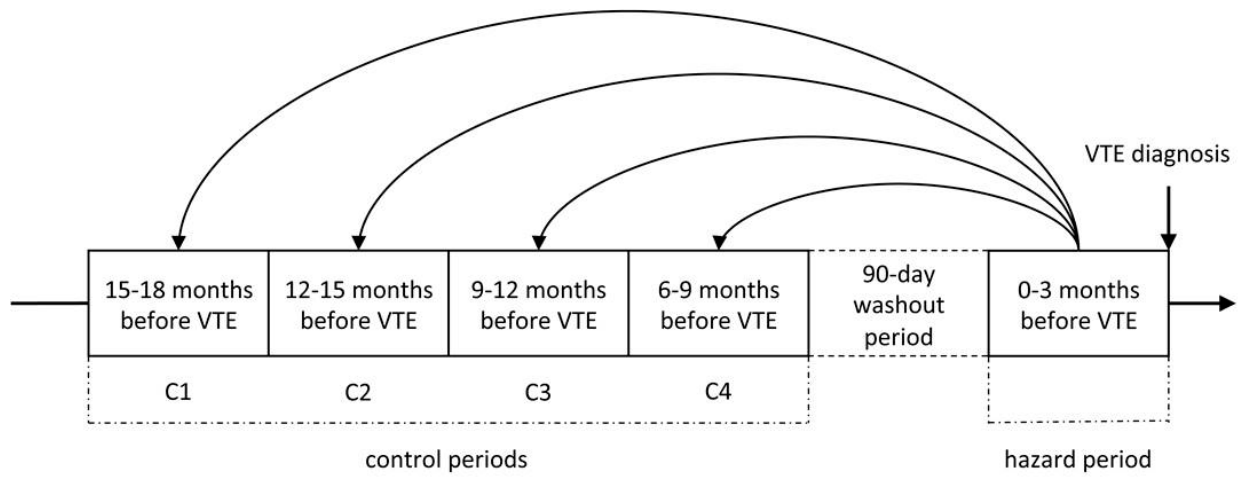 VTE diagnosis
15-18 months
before VTE
12-15 months
before VTE
9-12 months
before VTE
6-9 months
before VTE
90-day
washout
period
0-3 months
before VTE
C1
C2
C3
C4
control periods
hazard period